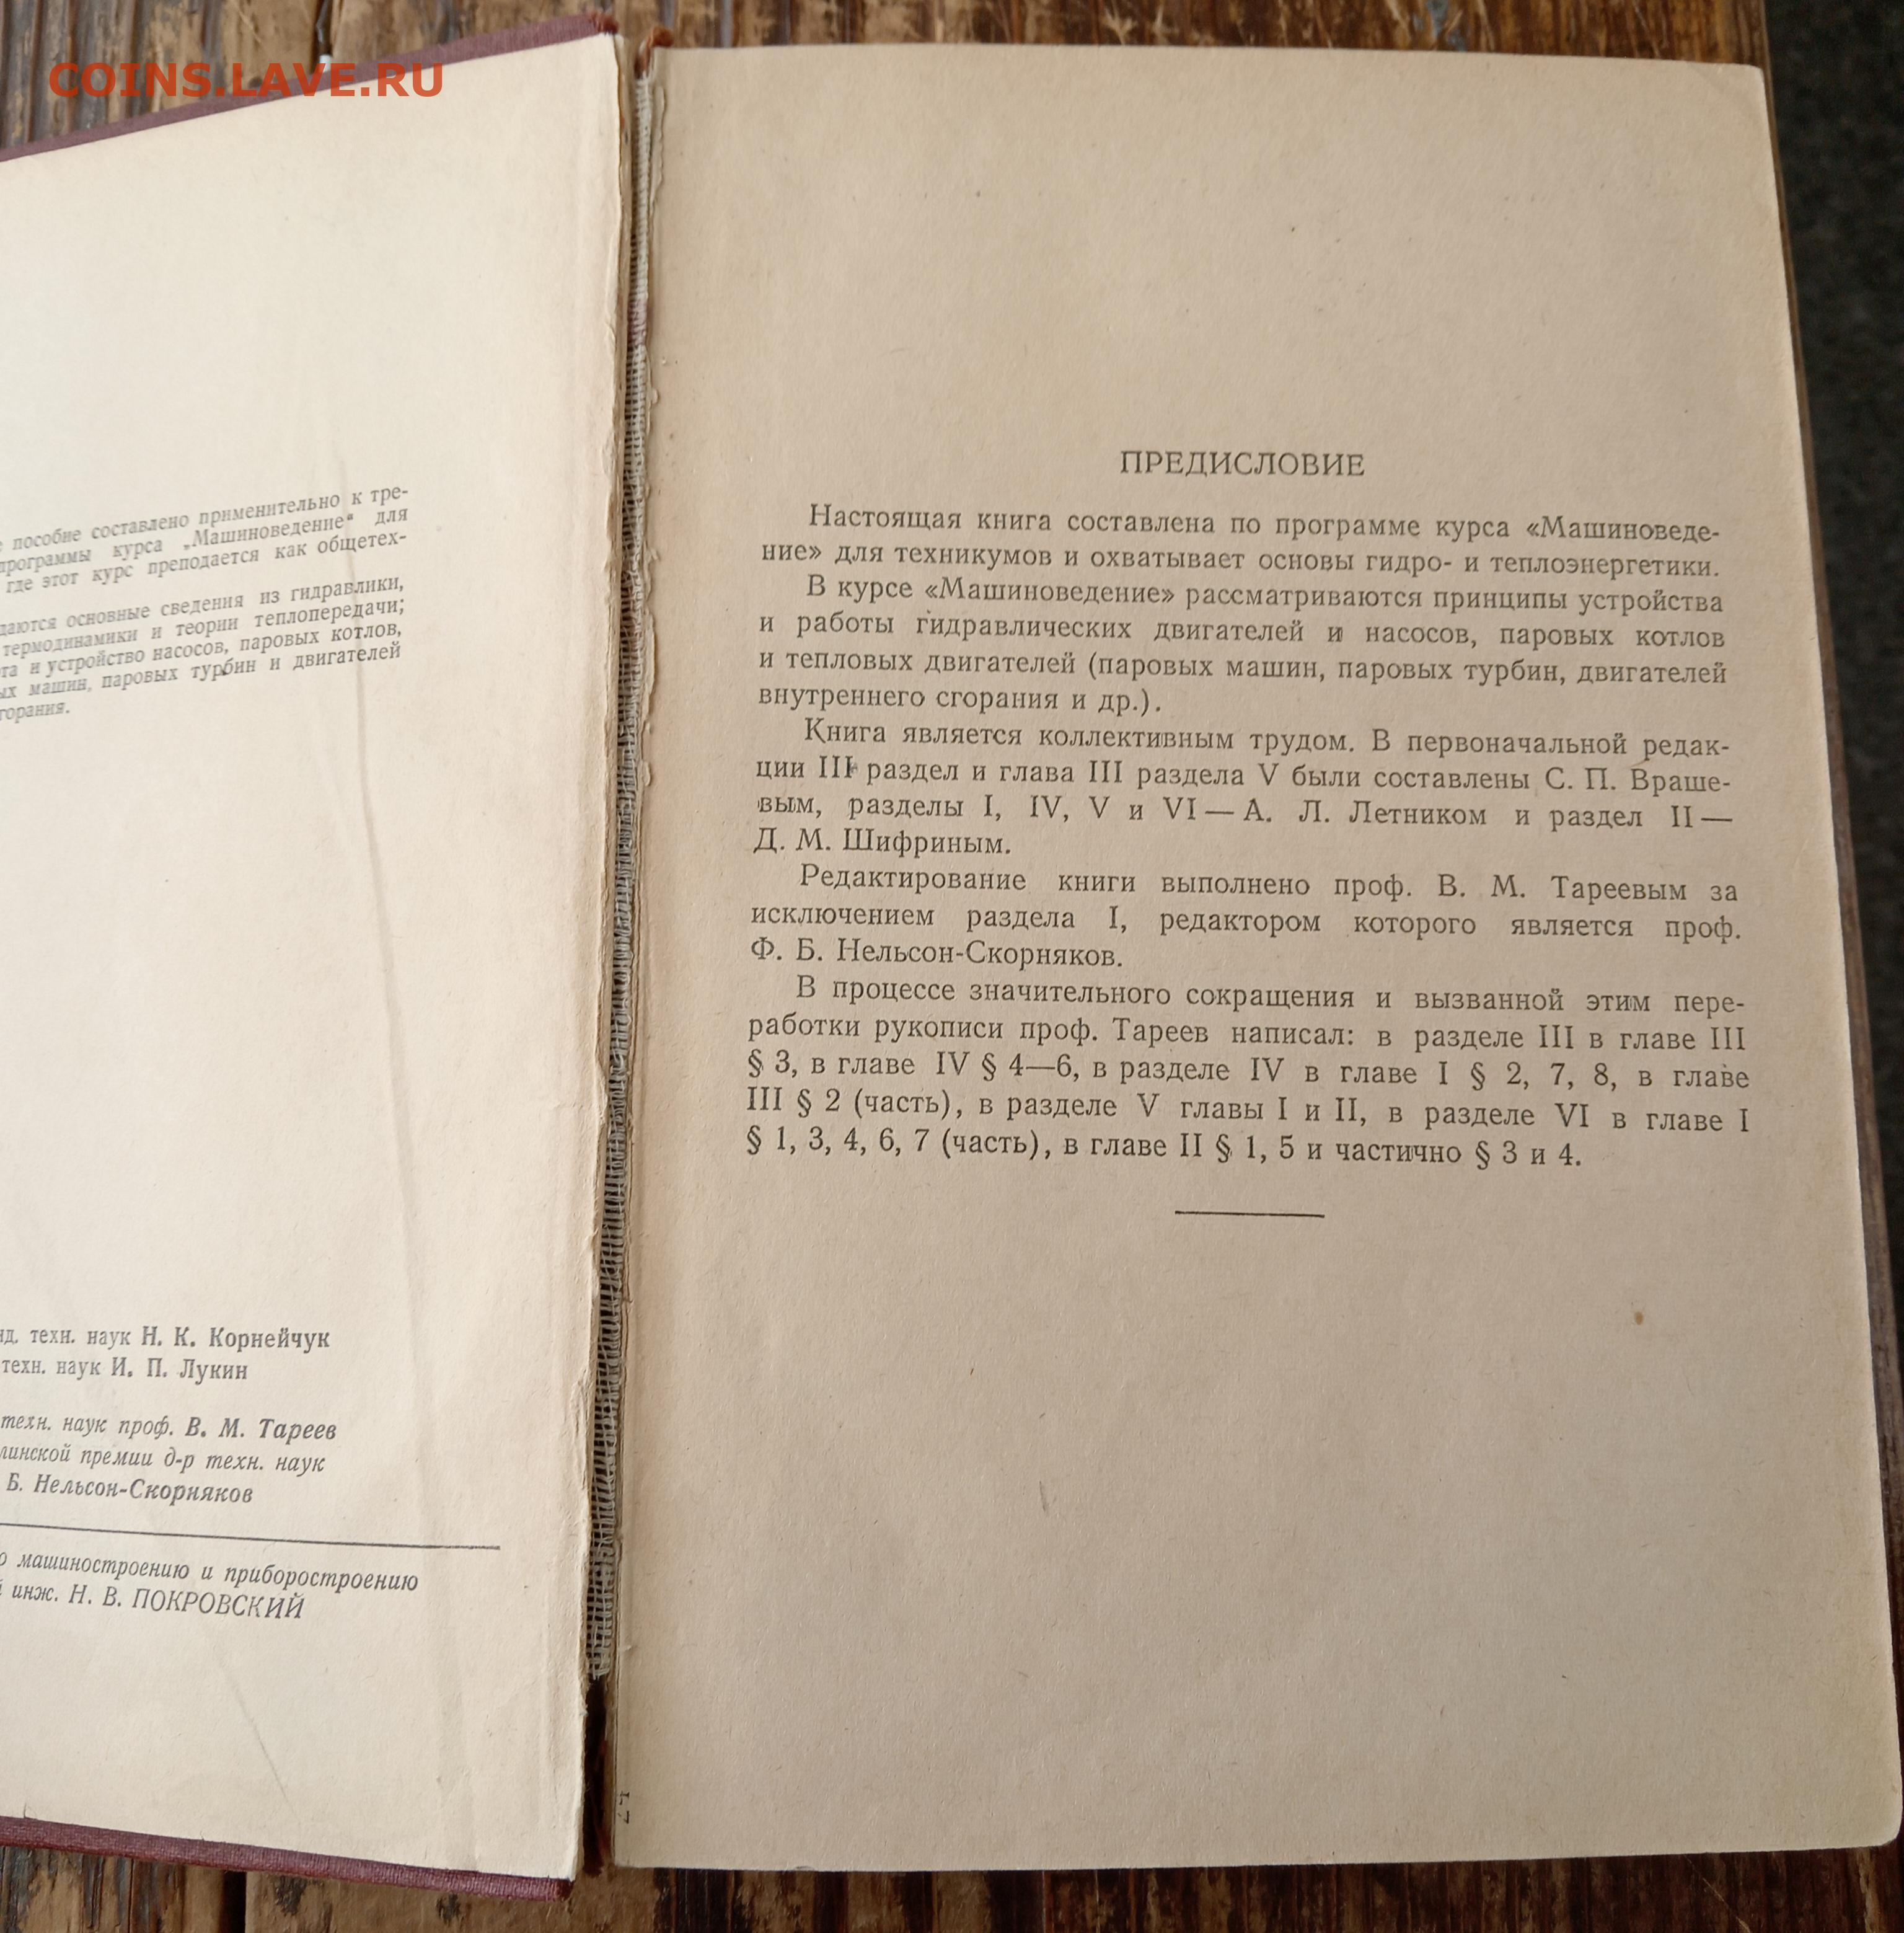 COINS.LAVE.RU
пособие составлено применительно к тре-
программы курса „Машиноведение“ для
где этот курс преподается как общетех-
основные сведения из гидравлики,
термодинамики и теории теплопередачи;
и устройство насосов, паровых котлов,
машин, паровых турбин и двигателей
техн. наук Н. К. Корнейчук
техн. наук И. П. Лукин
техн. наук проф. В. М. Тареев
премии д-р техн. наук
Б. Нельсон-Скорняков
машиностроению и приборостроению
инж. Н. В. ПОКРОВСКИЙ
ПРЕДИСЛОВИЕ
Настоящая книга составлена по программе курса «Машиноведе-
ние» для техникумов и охватывает основы гидро- и теплоэнергетики.
В курсе «Машиноведение» рассматриваются принципы устройства
и работы гидравлических двигателей и насосов, паровых котлов
и тепловых двигателей (паровых машин, паровых турбин, двигателей
внутреннего сгорания и др.).
Книга является коллективным трудом. В первоначальной редак-
ции III раздел и глава III раздела V были составлены С. П. Враше-
вым, разделы I, IV, V и VI — А. Л. Летником и раздел II —
Д. М. Шифриным.
Редактирование книги выполнено проф. В. М. Тареевым за
исключением раздела I, редактором которого является проф.
Ф. Б. Нельсон-Скорняков.
В процессе значительного сокращения и вызванной этим пере-
работки рукописи проф. Тареев написал: в разделе III в главе III
§ 3, в главе IV § 4—6, в разделе IV в главе I § 2, 7, 8, в главе
III § 2 (часть), в разделе V главы I и II, в разделе VI в главе I
§ 1, 3, 4, 6, 7 (часть), в главе II § 1, 5 и частично § 3 и 4.